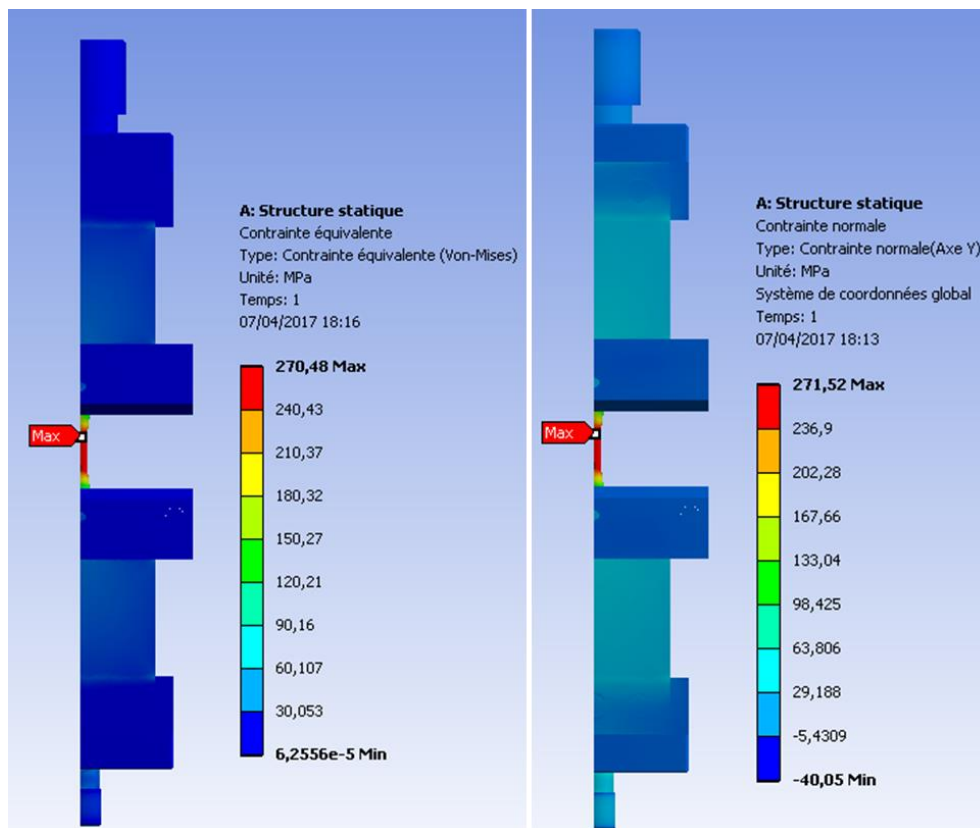 A: Structure statique
Contrainte équivalente
Type: Contrainte équivalente (Von-Mises)
Unité: MPa
Temps: 1
07/04/2017 18:16
270,48 Max
240,43
210,37
180,32
150,27
120,21
90,16
60,107
30,053
6,2556e-5 Min
Max
A: Structure statique
Contrainte normale
Type: Contrainte normale(Axe Y)
Unité: MPa
Système de coordonnées global
Temps: 1
07/04/2017 18:13
271,52 Max
236,9
202,28
167,66
133,04
98,425
63,806
29,188
-5,4309
-40,05 Min
Max